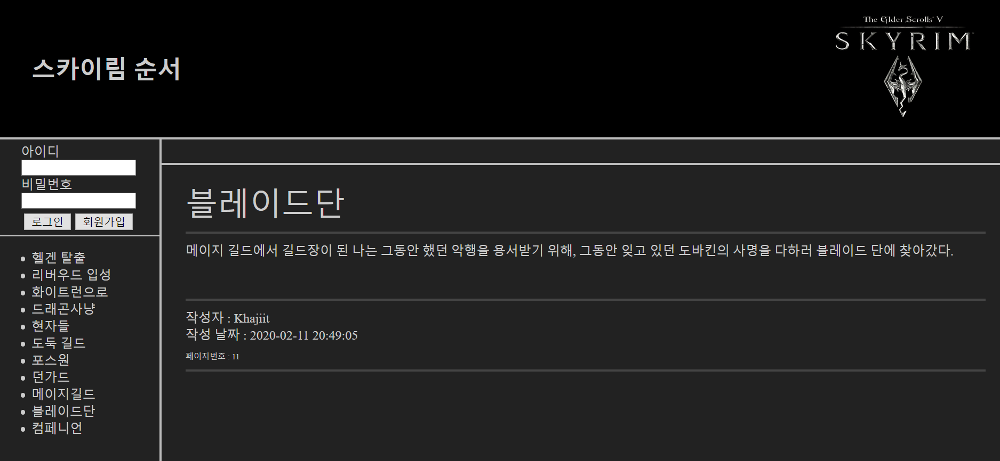 스카이림 순서
The Elder Scrolls V
SKYRIM
아이디
비밀번호
로그인 회원가입
헬겐 탈출
리버우드 입성
화이트런으로
드래곤사냥
현자들
도둑 길드
포스원
던가드
메이지길드
블레이드단
컴페니언
블레이드단
메이지 길드에서 길드장이 된 나는 그동안 했던 악행을 용서받기 위해, 그동안 잊고 있던 도바킨의 사명을 다하러 블레이드 단에 찾아갔다.
작성자 : Khajiit
작성 날짜 : 2020-02-11 20:49:05
페이지번호 : 11